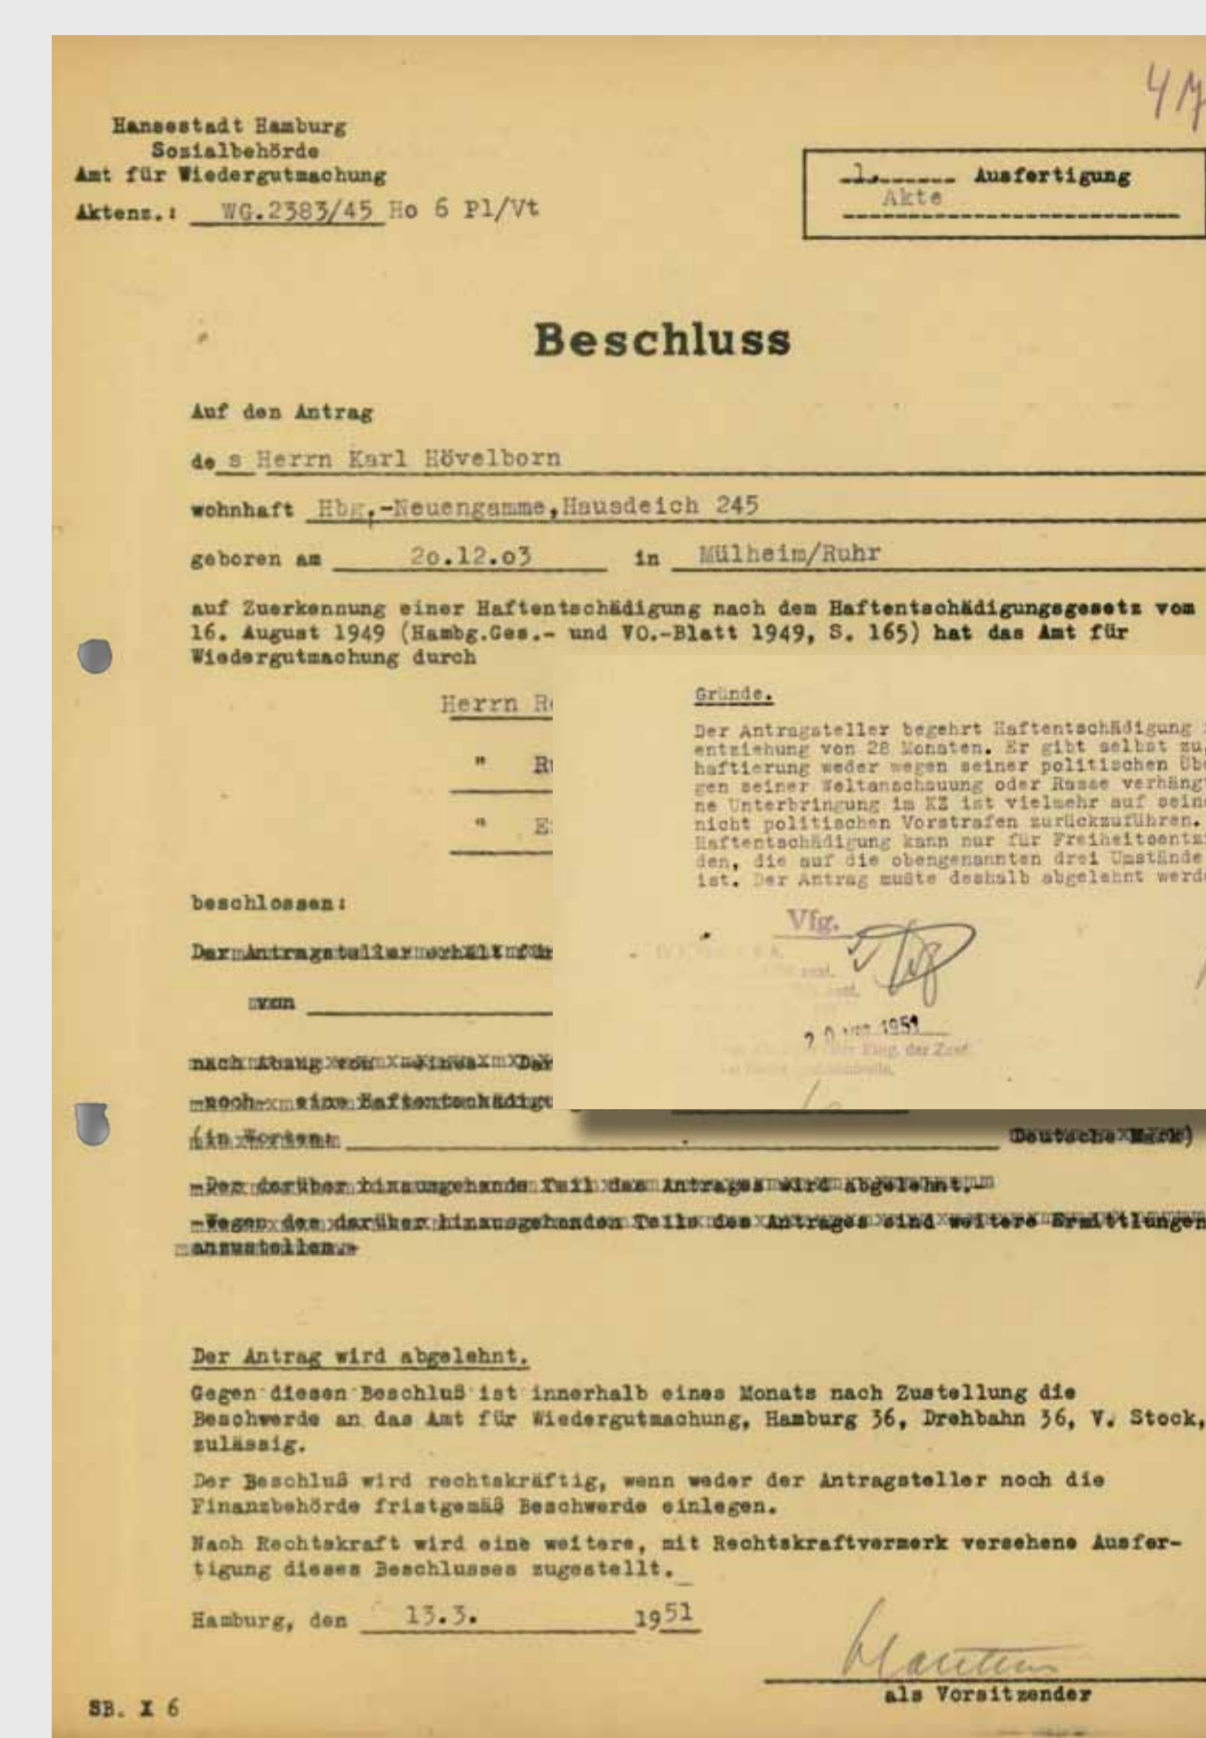 47
Hansestadt Hamburg
Sozialbehörde
Amt für Wiedergutmachung
Aktenz.: WG.2383/45 Ho 6 Pl/Vt
1. Ausfertigung
Akte
Beschluss
Auf den Antrag
des Herrn Karl Hövelborn
wohnhaft Hbg,-Neuengamme,Hausdeich 245
geboren am 20.12.03 in Mülheim/Ruhr
auf Zuerkennung einer Haftentschädigung nach dem Haftentschädigungsgesetz vom
16. August 1949 (Hambg.Ges.- und VO.-Blatt 1949, S. 165) hat das Amt für
Wiedergutmachung durch
Herrn
"
"
Gründe.
Der Antragsteller begehrt Haftentschädigung
entziehung von 28 Monaten. Er gibt selbst zu,
haftierung weder wegen seiner politischen Übe
gen seiner Weltanschauung oder Rasse verhäng
ne Unterbringung im KZ ist vielmehr auf sein
nicht politischen Vorstrafen zurückzuführen.
Haftentschädigung kann nur für Freiheitsentz
den, die auf die obengenannten drei Umstände
ist. Der Antrag mußte deshalb abgelehnt werd
beschlossen:
Der Antragsteller erhält für
von
Vfg.
1951
nach Abzug von eines
noch eine Haftentschädigu
(in Worten: Deutsche Mark)
-Der darüber hinausgehende Teil des Antrages wird abgelehnt.-
-Wegen des darüber hinausgehenden Teils des Antrages sind weitere Ermittlungen
anzustellen.-
Der Antrag wird abgelehnt.
Gegen diesen Beschluß ist innerhalb eines Monats nach Zustellung die
Beschwerde an das Amt für Wiedergutmachung, Hamburg 36, Drehbahn 36, V. Stock,
zulässig.
Der Beschluß wird rechtskräftig, wenn weder der Antragsteller noch die
Finanzbehörde fristgemäß Beschwerde einlegen.
Nach Rechtskraft wird eine weitere, mit Rechtskraftvermerk versehene Ausfer-
tigung dieses Beschlusses zugestellt.
Hamburg, den 13.3. 1951
als Vorsitzender
SB. X 6